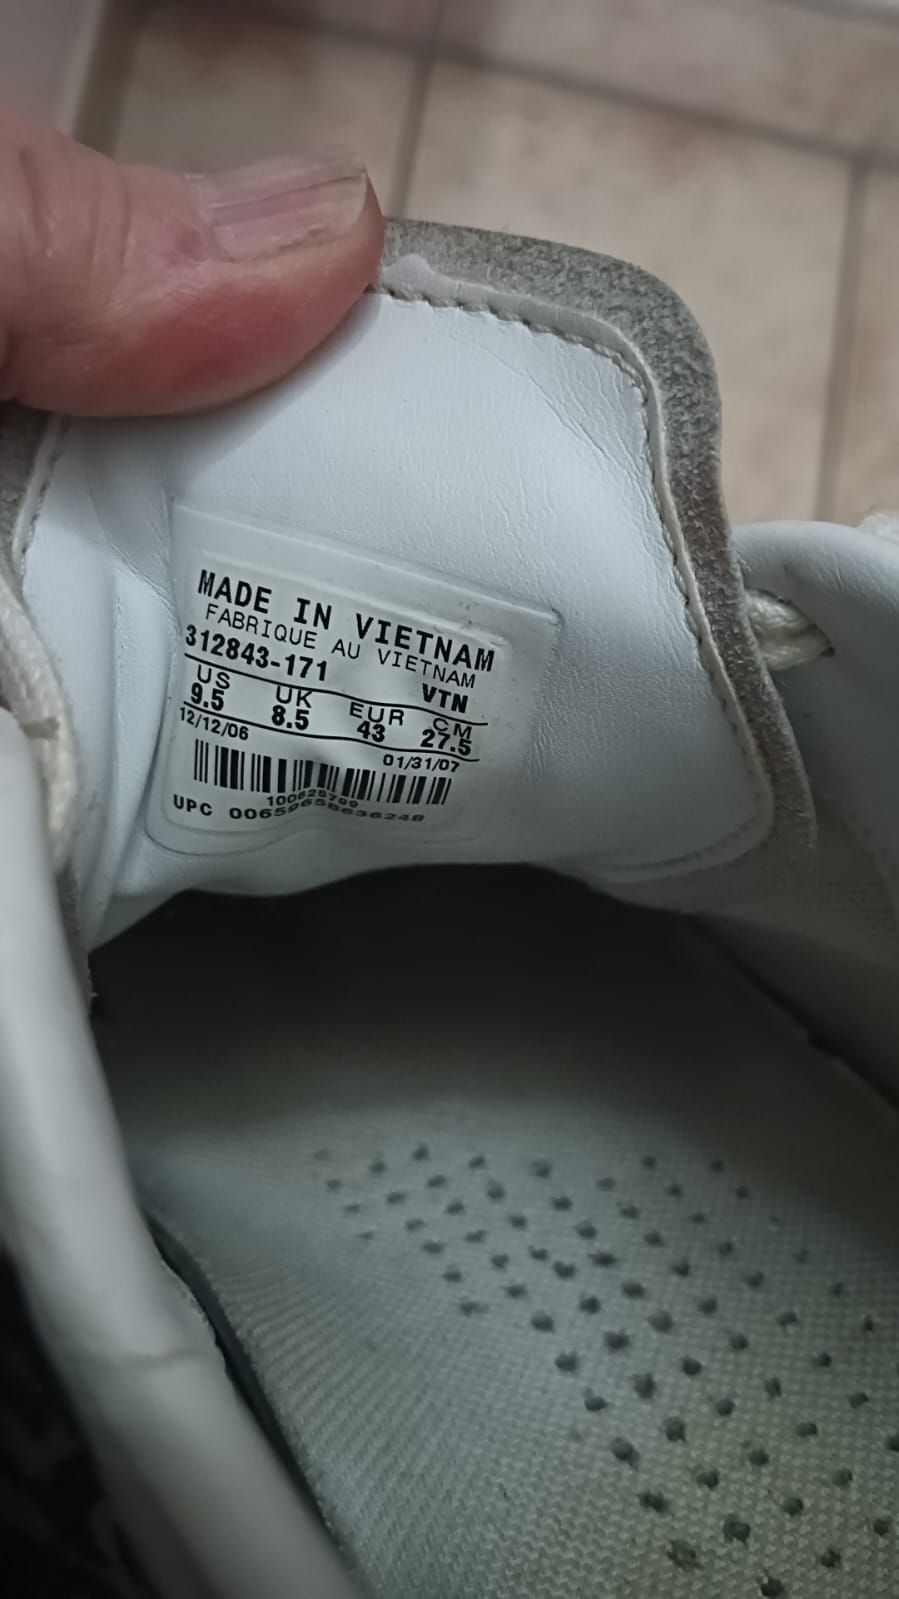 MADE IN VIETNAM
FABRIQUE AU VIETNAM
312843-171 VTN
US UK EUR CM
9.5 8.5 43 27.5
12/12/06 01/31/07
100625799
UPC